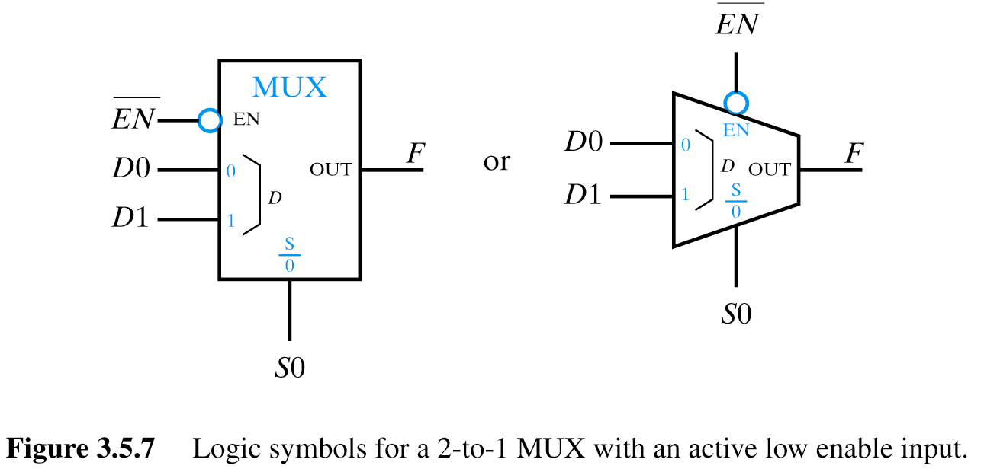 MUX
E̅N̅ EN
D0 0
D OUT F
D1 1
S
0
S0
or
E̅N̅
EN
D0 0
D OUT F
D1 1
S
0
S0
Figure 3.5.7 Logic symbols for a 2-to-1 MUX with an active low enable input.